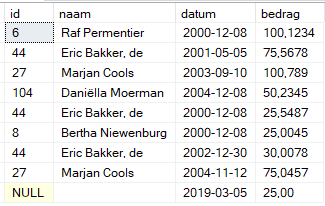 id naam datum bedrag
6 Raf Permentier 2000-12-08 100,1234
44 Eric Bakker, de 2001-05-05 75,5678
27 Marjan Cools 2003-09-10 100,789
104 Daniëlla Moerman 2004-12-08 50,2345
44 Eric Bakker, de 2000-12-08 25,5487
8 Bertha Niewenburg 2000-12-08 25,0045
44 Eric Bakker, de 2002-12-30 30,0078
27 Marjan Cools 2004-11-12 75,0457
NULL 2019-03-05 25,00